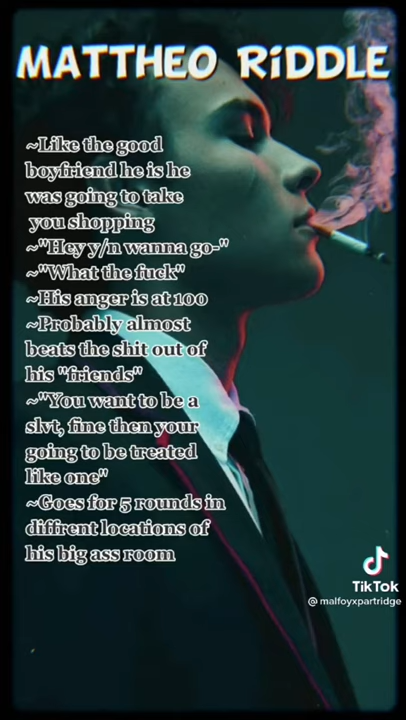 MATTHEO RiDDLE
~Like the good
boyfriend he is he
was going to take
you shopping
~"Hey y/n wanna go-"
~"What the fuck"
~His anger is at 100
~Probably almost
beats the shit out of
his "friends"
~"You want to be a
slvt, fine then your
going to be treated
like one"
~Goes for 5 rounds in
diffrent locations of
his big ass room
TikTok
@malfoyxpartridge